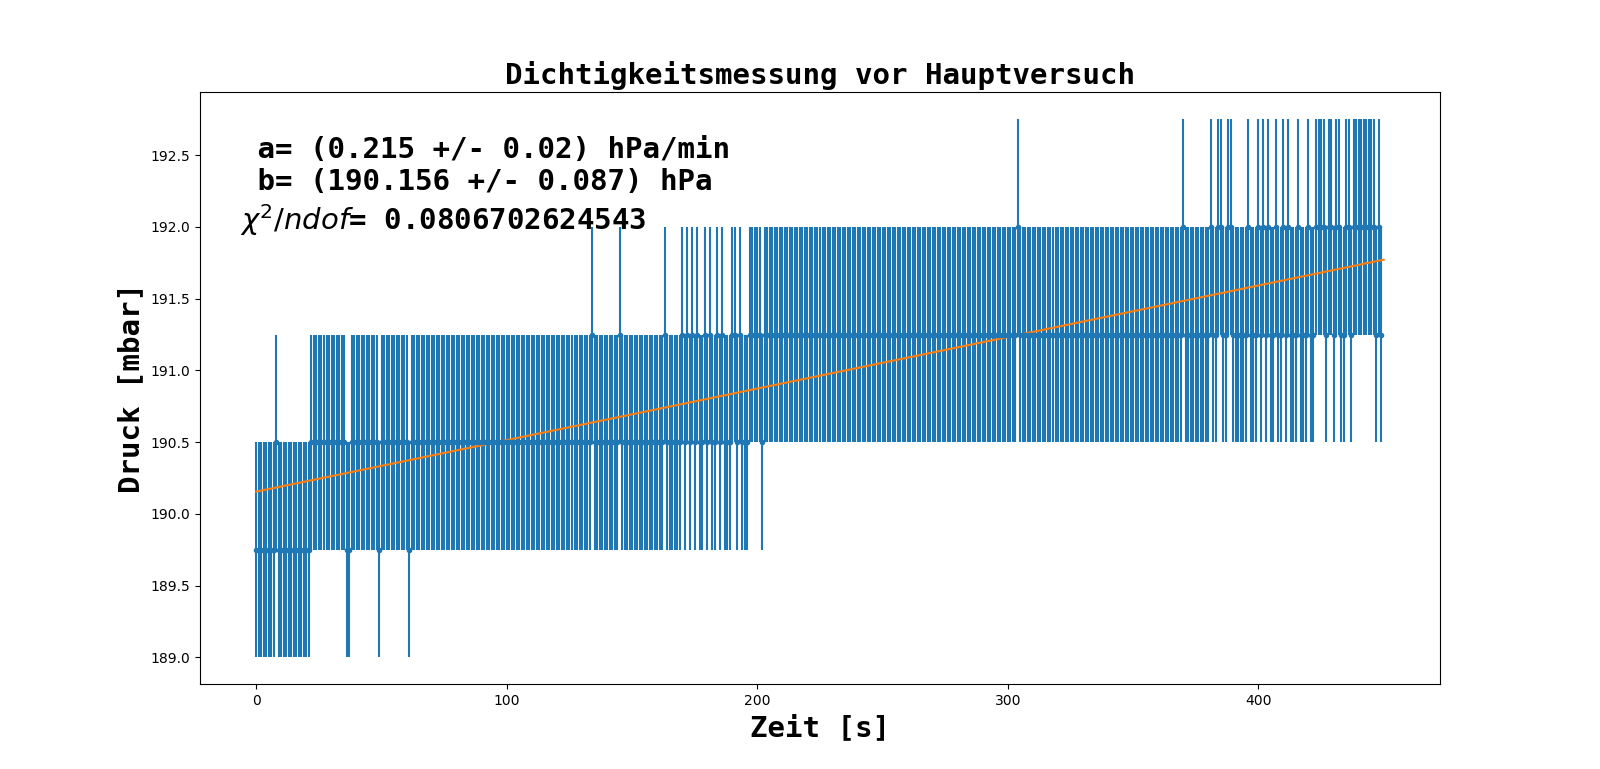 Dichtigkeitsmessung vor Hauptversuch
a= (0.215 +/- 0.02) hPa/min
b= (190.156 +/- 0.087) hPa
χ²/ndof= 0.0806702624543
Druck [mbar]
192.5
192.0
191.5
191.0
190.5
190.0
189.5
189.0
0 100 200 300 400
Zeit [s]